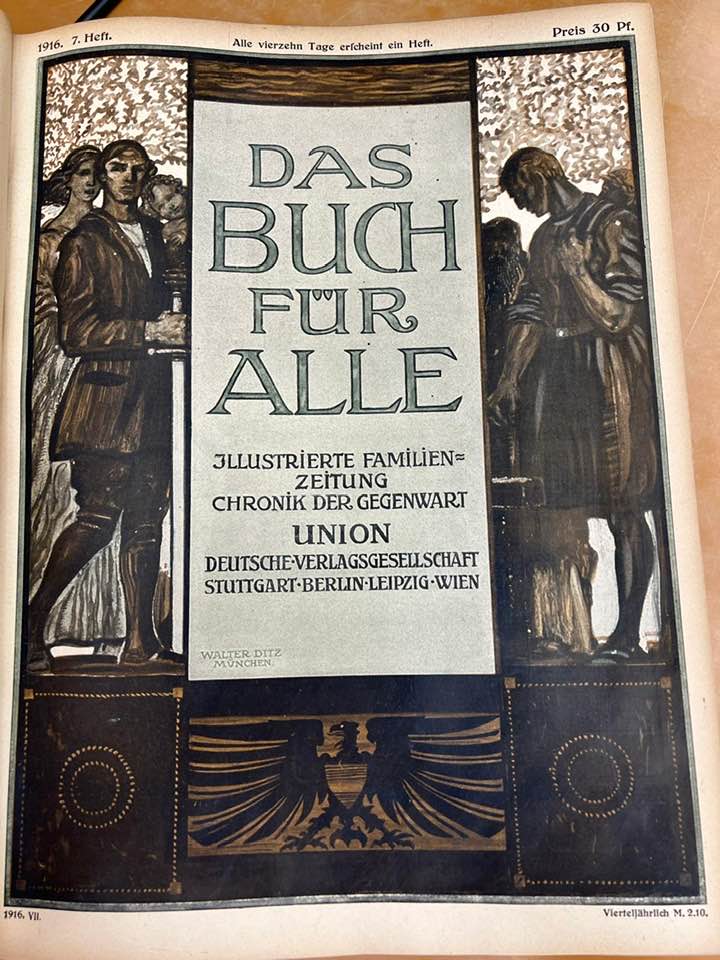 1916. 7. Heft.
Alle vierzehn Tage erscheint ein Heft.
Preis 30 Pf.
DAS
BUCH
FÜR
ALLE
JLLUSTRIERTE FAMILIEN=
ZEITUNG
CHRONIK DER GEGENWART
UNION
DEUTSCHE·VERLAGSGESELLSCHAFT
STUTTGART·BERLIN·LEIPZIG·WIEN
WALTER DITZ
MÜNCHEN.
1916. VII.
Vierteljährlich M. 2.10.